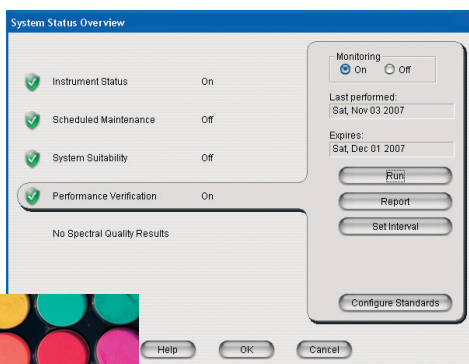 System Status Overview
Instrument Status On
Scheduled Maintenance Off
System Suitability Off
Performance Verification On
No Spectral Quality Results
Monitoring
On Off
Last performed:
Sat, Nov 03 2007
Expires:
Sat, Dec 01 2007
Run
Report
Set Interval
Configure Standards
Help OK Cancel